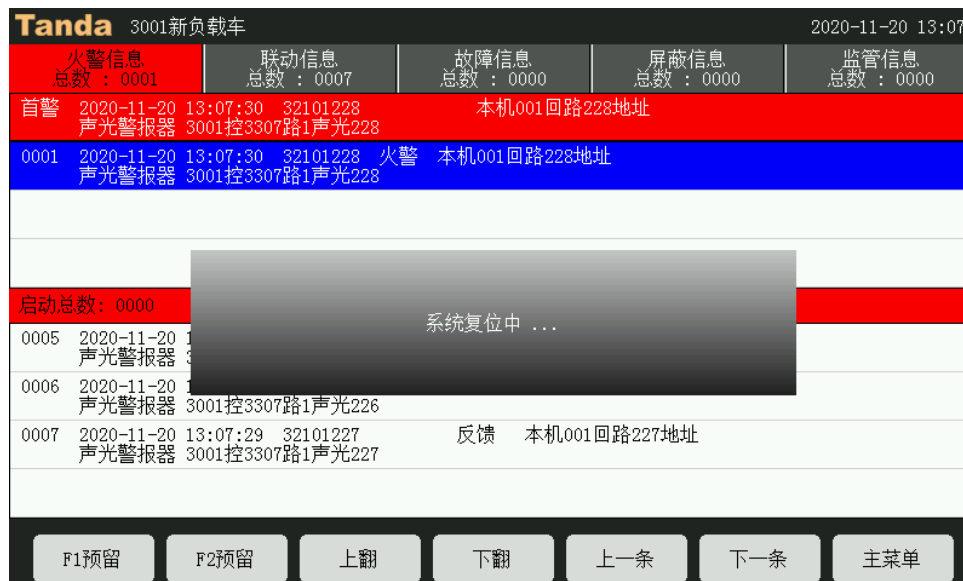 Tanda 3001新负载车 2020-11-20 13:07
火警信息 联动信息 故障信息 屏蔽信息 监管信息
总数 : 0001 总数 : 0007 总数 : 0000 总数 : 0000 总数 : 0000
首警 2020-11-20 13:07:30 32101228 本机001回路228地址
声光警报器 3001控3307路1声光228
0001 2020-11-20 13:07:30 32101228 火警 本机001回路228地址
声光警报器 3001控3307路1声光228
启动总数: 0000
系统复位中 ...
0005 2020-11-20 1
声光警报器
0006 2020-11-20
声光警报器 3001控3307路1声光226
0007 2020-11-20 13:07:29 32101227 反馈 本机001回路227地址
声光警报器 3001控3307路1声光227
F1预留 F2预留 上翻 下翻 上一条 下一条 主菜单